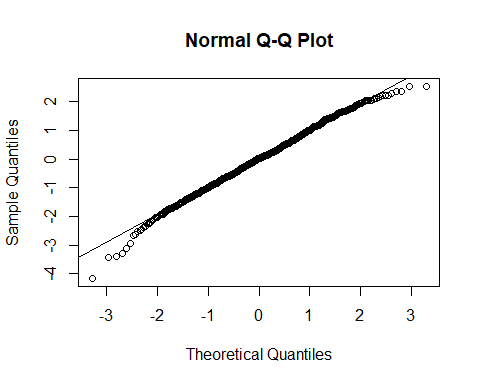 Normal Q-Q Plot
Sample Quantiles
2
1
0
-1
-2
-3
-4
-3 -2 -1 0 1 2 3
Theoretical Quantiles